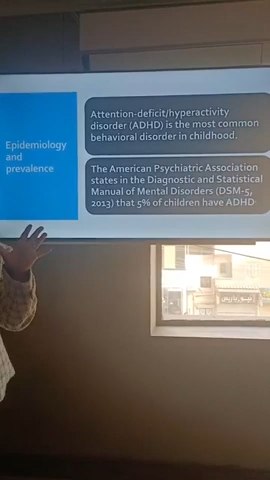 Epidemiology
and
prevalence
Attention-deficit/hyperactivity
disorder (ADHD) is the most common
behavioral disorder in childhood.
The American Psychiatric Association
states in the Diagnostic and Statistical
Manual of Mental Disorders (DSM-5,
2013) that 5% of children have ADHD